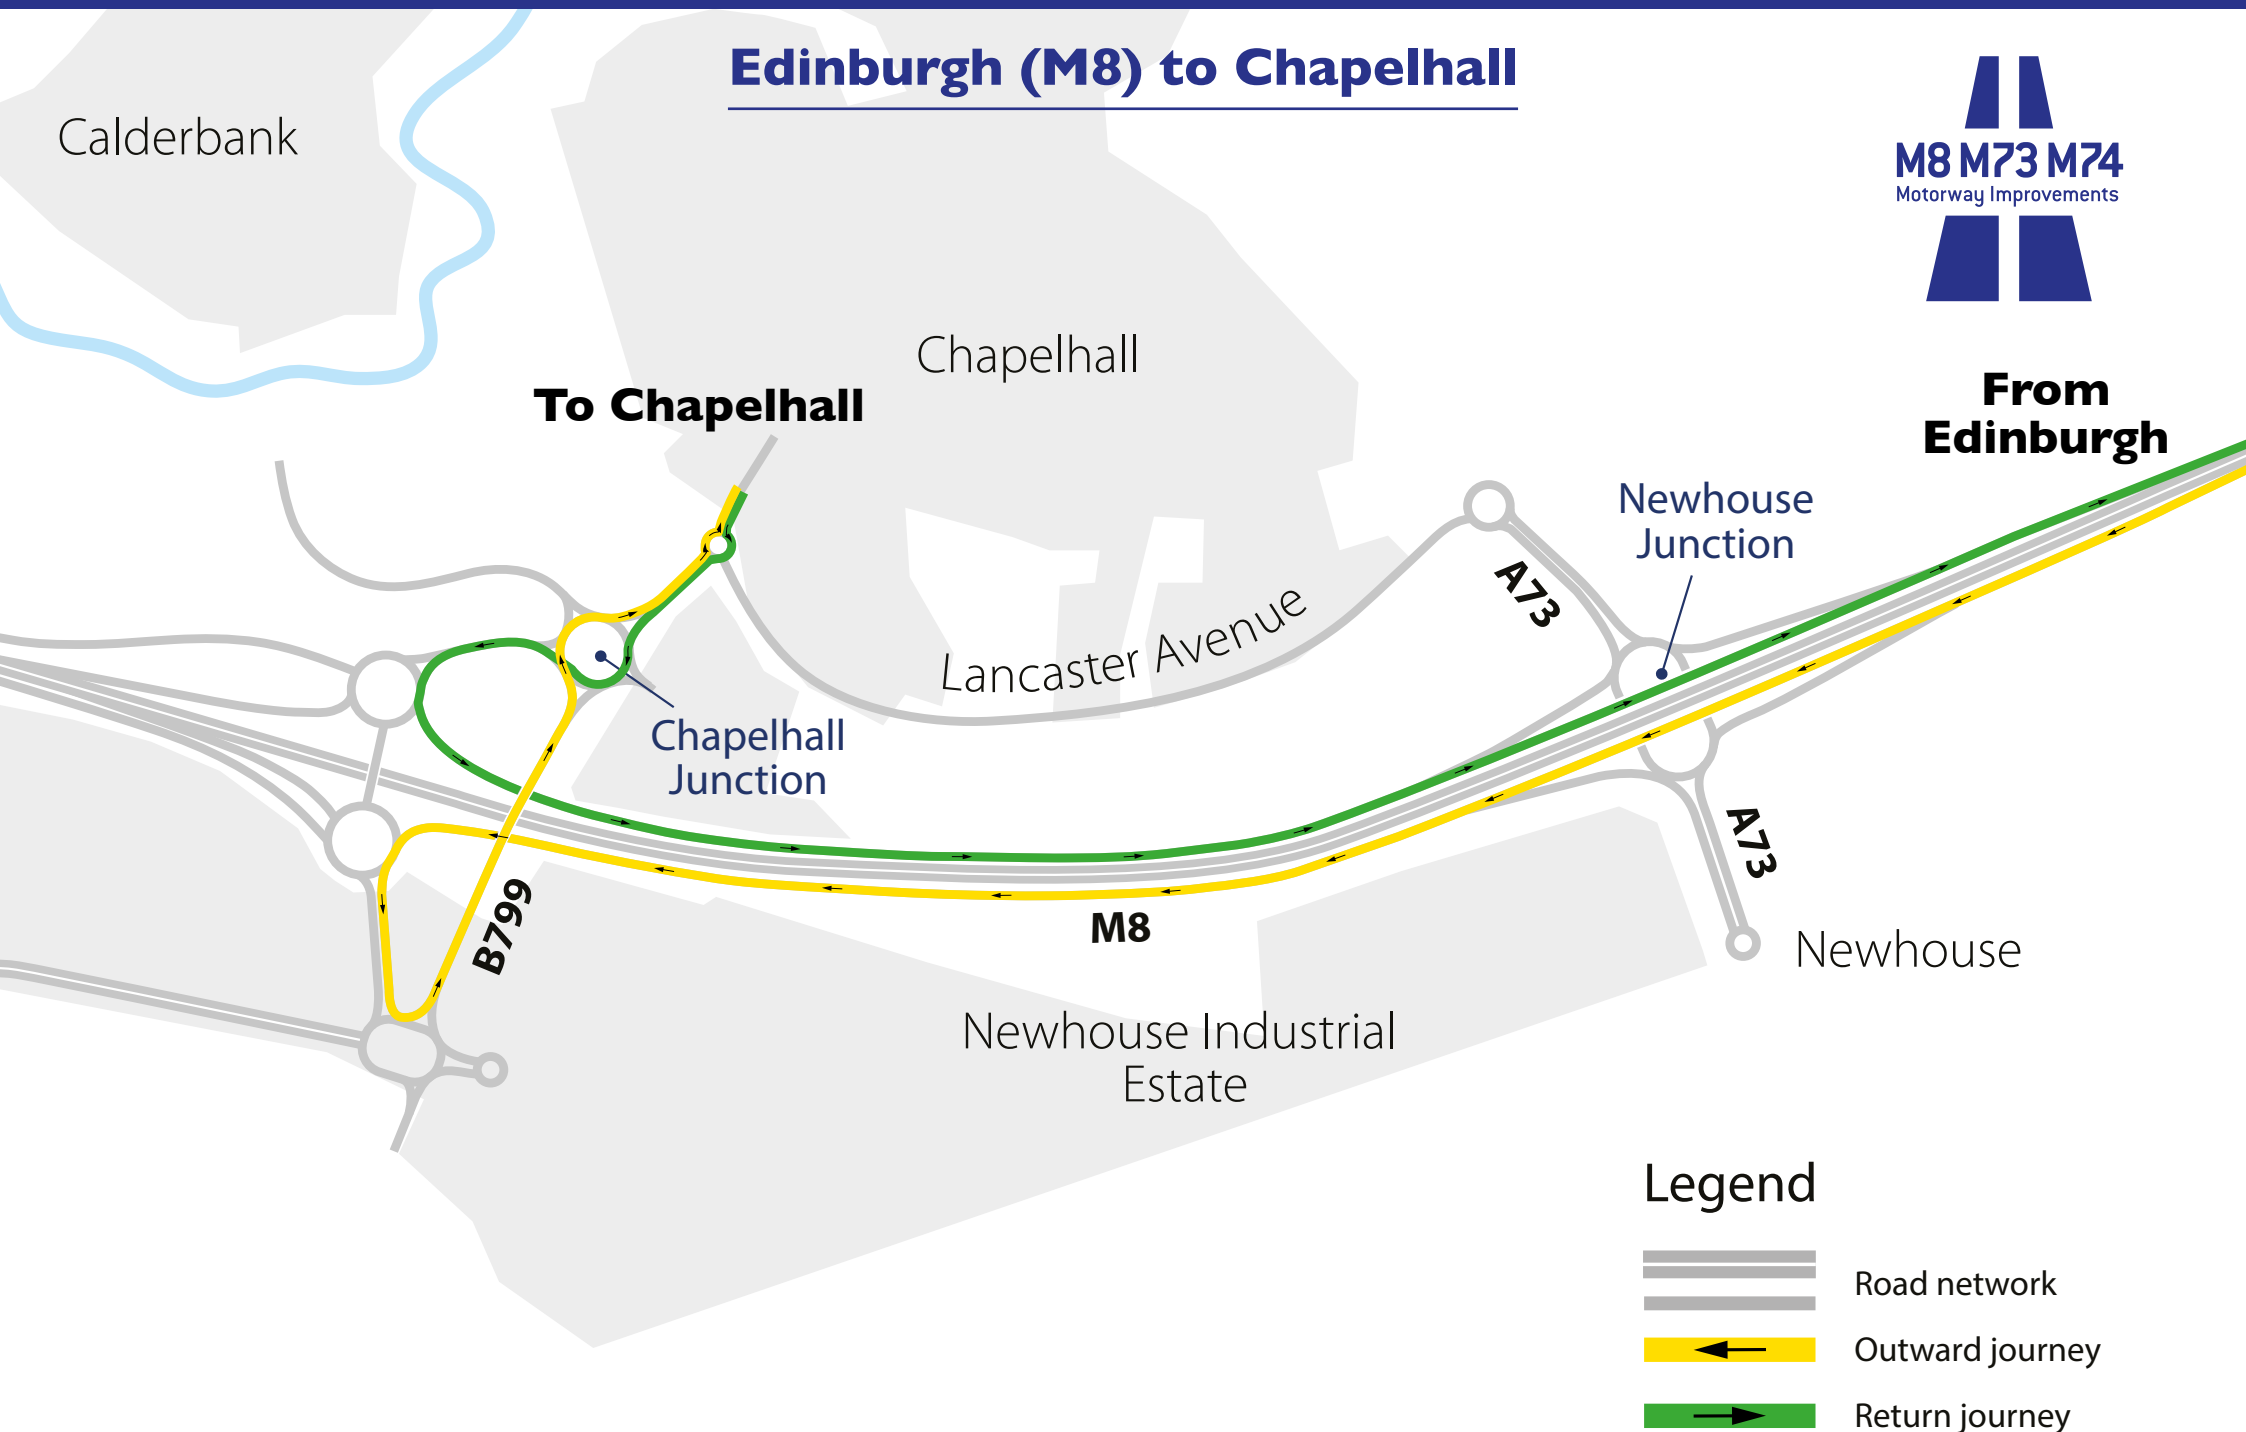 Edinburgh (M8) to Chapelhall
Calderbank
M8 M73 M74
Motorway Improvements
Chapelhall
To Chapelhall
From
Edinburgh
Newhouse
Junction
A73
Lancaster Avenue
Chapelhall
Junction
A73
B799
M8
Newhouse
Newhouse Industrial
Estate
Legend
Road network
Outward journey
Return journey